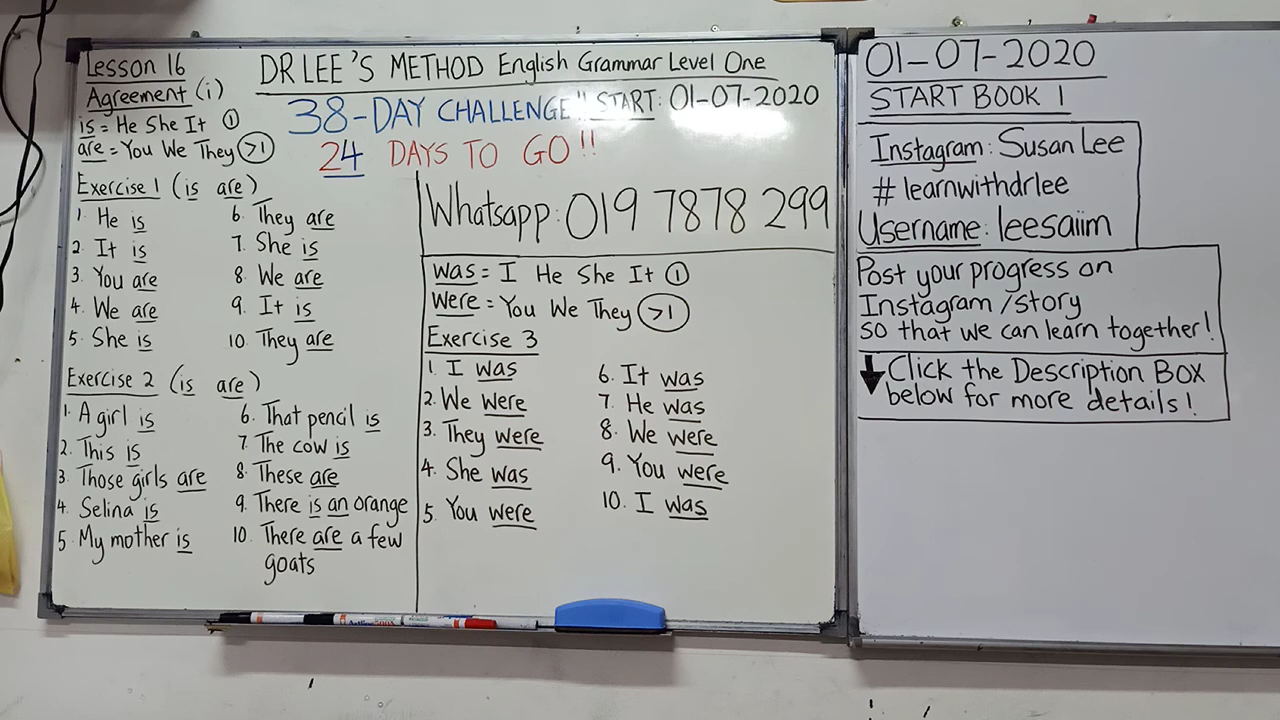 Lesson 16
Agreement (i)
is = He She It ①
are = You We They >1
DR LEE'S METHOD English Grammar Level One
38-DAY CHALLENGE" START: 01-07-2020
24 DAYS TO GO!!
Exercise 1 (is are)
1. He is
2. It is
3. You are
4. We are
5. She is
6. They are
7. She is
8. We are
9. It is
10. They are
Exercise 2 (is are)
1. A girl is
2. This is
3. Those girls are
4. Selina is
5. My mother is
6. That pencil is
7. The cow is
8. These are
9. There is an orange
10. There are a few
goats
Whatsapp: 019 7878 299
was = I He She It ①
were = You We They >1
Exercise 3
1. I was
2. We were
3. They were
4. She was
5. You were
6. It was
7. He was
8. We were
9. You were
10. I was
01-07-2020
START BOOK 1
Instagram: Susan Lee
# learnwithdrlee
Username: leesaiim
Post your progress on
Instagram /story
so that we can learn together!
Click the Description Box
below for more details!